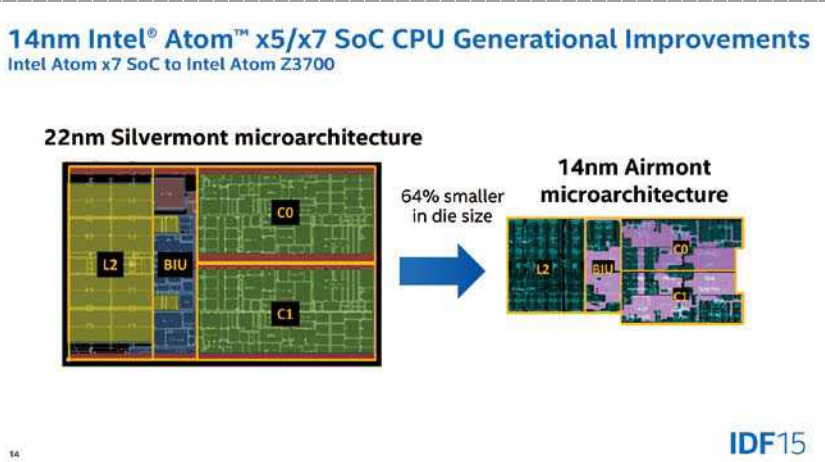 14nm Intel® Atom™ x5/x7 SoC CPU Generational Improvements
Intel Atom x7 SoC to Intel Atom Z3700
22nm Silvermont microarchitecture
14nm Airmont
microarchitecture
64% smaller
in die size
L2
BIU
C0
C1
L2
BIU
C0
C1
14
IDF15